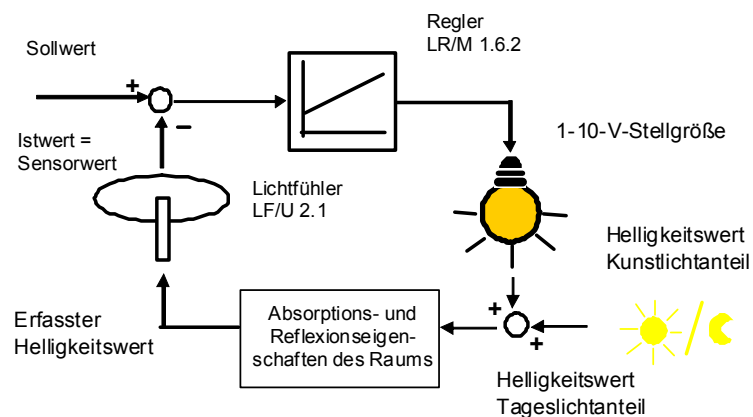 Regler
LR/M 1.6.2
Sollwert
+
1-10-V-Stellgröße
Istwert =
Sensorwert
–
Lichtfühler
LF/U 2.1
Helligkeitswert
Kunstlichtanteil
Erfasster
Helligkeitswert
Absorptions- und
Reflexionseigen-
schaften des Raums
+
+
Helligkeitswert
Tageslichtanteil